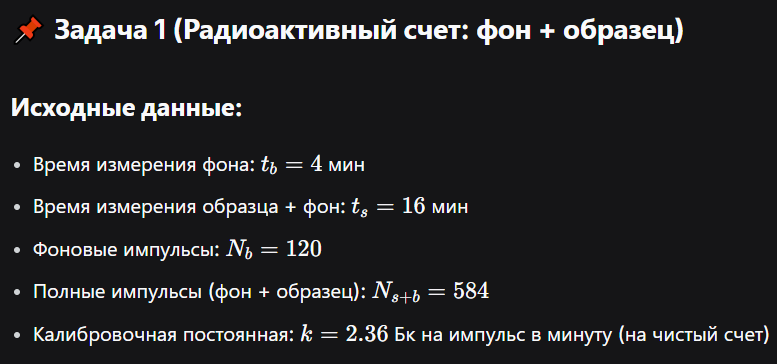 📌 Задача 1 (Радиоактивный счет: фон + образец)
Исходные данные:
• Время измерения фона: t_b = 4 мин
• Время измерения образца + фон: t_s = 16 мин
• Фоновые импульсы: N_b = 120
• Полные импульсы (фон + образец): N_{s+b} = 584
• Калибровочная постоянная: k = 2.36 Бк на импульс в минуту (на чистый счет)